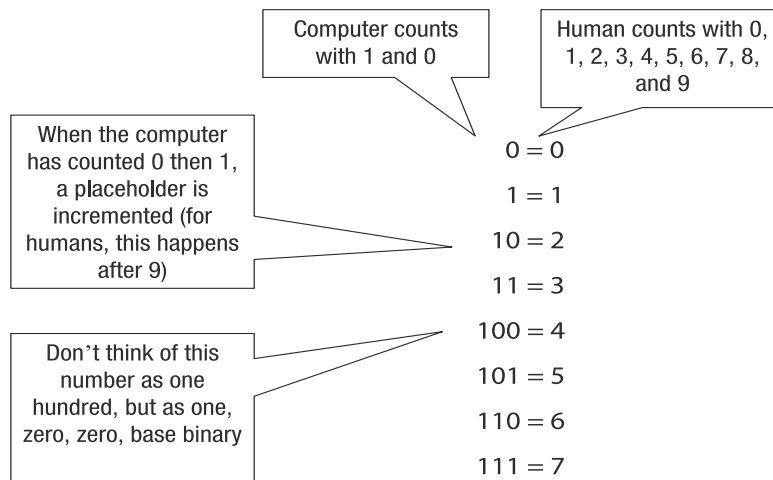 Computer counts
with 1 and 0
Human counts with 0,
1, 2, 3, 4, 5, 6, 7, 8,
and 9
When the computer
has counted 0 then 1,
a placeholder is
incremented (for
humans, this happens
after 9)
0 = 0
1 = 1
10 = 2
11 = 3
Don't think of this
number as one
hundred, but as one,
zero, zero, base binary
100 = 4
101 = 5
110 = 6
111 = 7